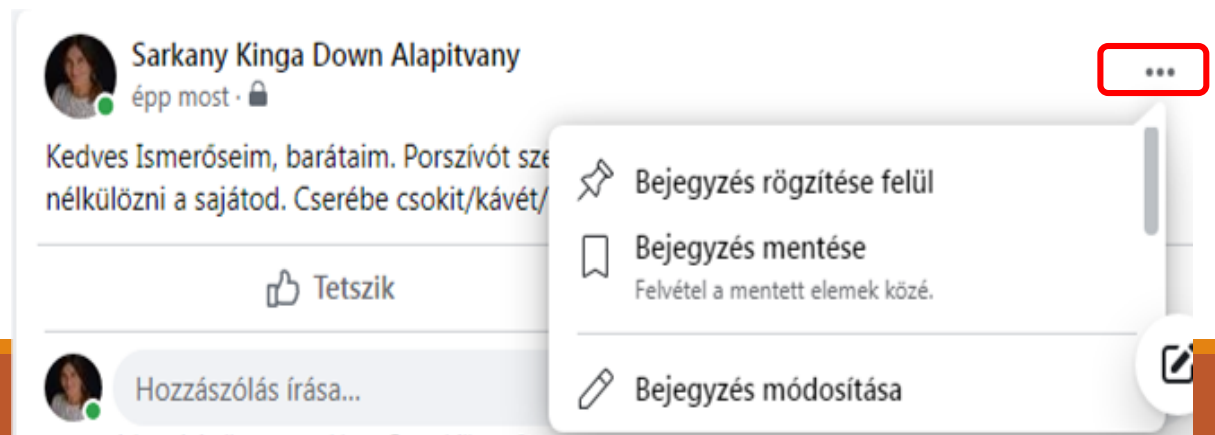 Sarkany Kinga Down Alapitvany
épp most ·
Kedves Ismerőseim, barátaim. Porszívót sze
nélkülözni a sajátod. Cserébe csokit/kávét/
Tetszik
Hozzászólás írása...
Bejegyzés rögzítése felül
Bejegyzés mentése
Felvétel a mentett elemek közé.
Bejegyzés módosítása